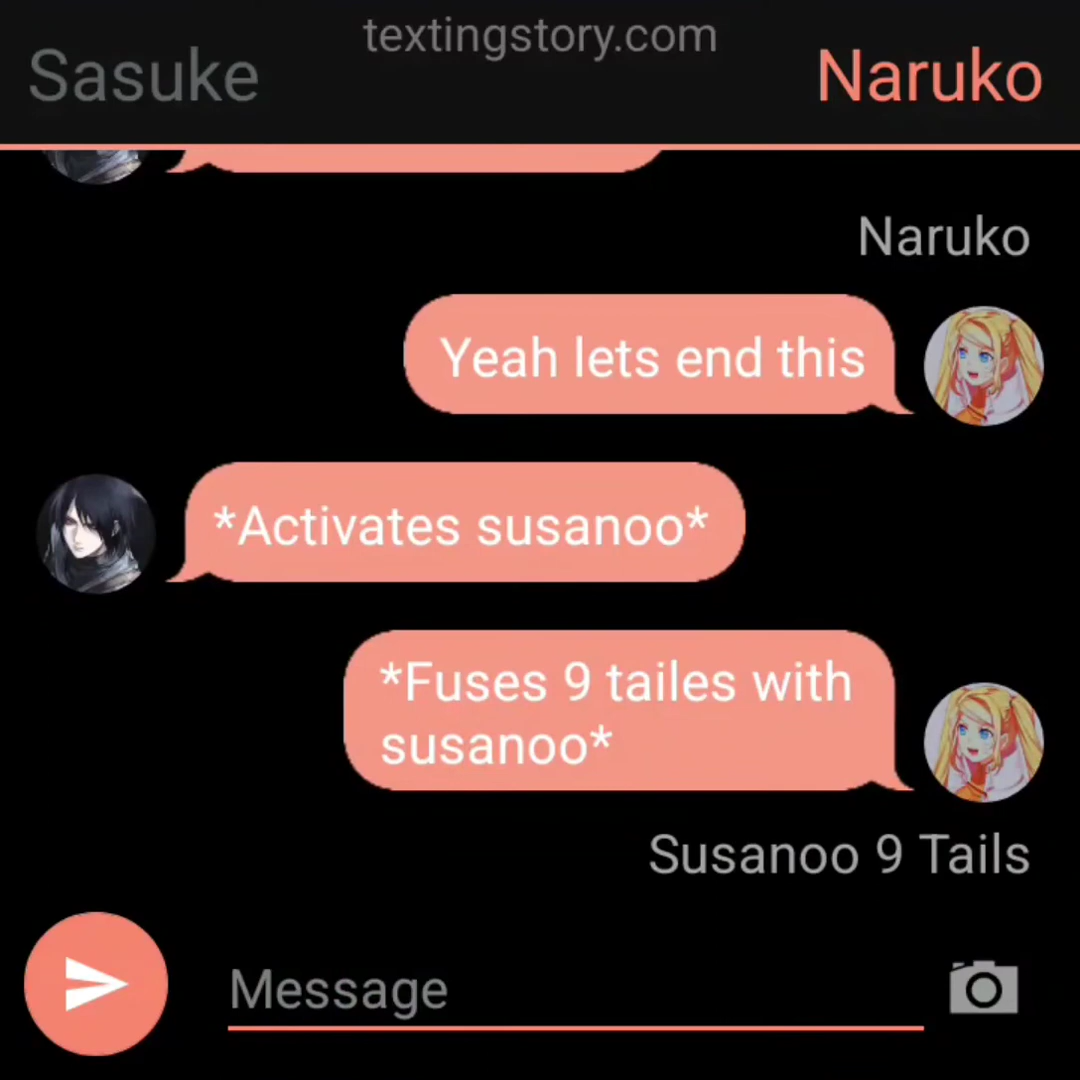 textingstory.com
Sasuke
Naruko
Naruko
Yeah lets end this
*Activates susanoo*
*Fuses 9 tailes with
susanoo*
Susanoo 9 Tails
Message